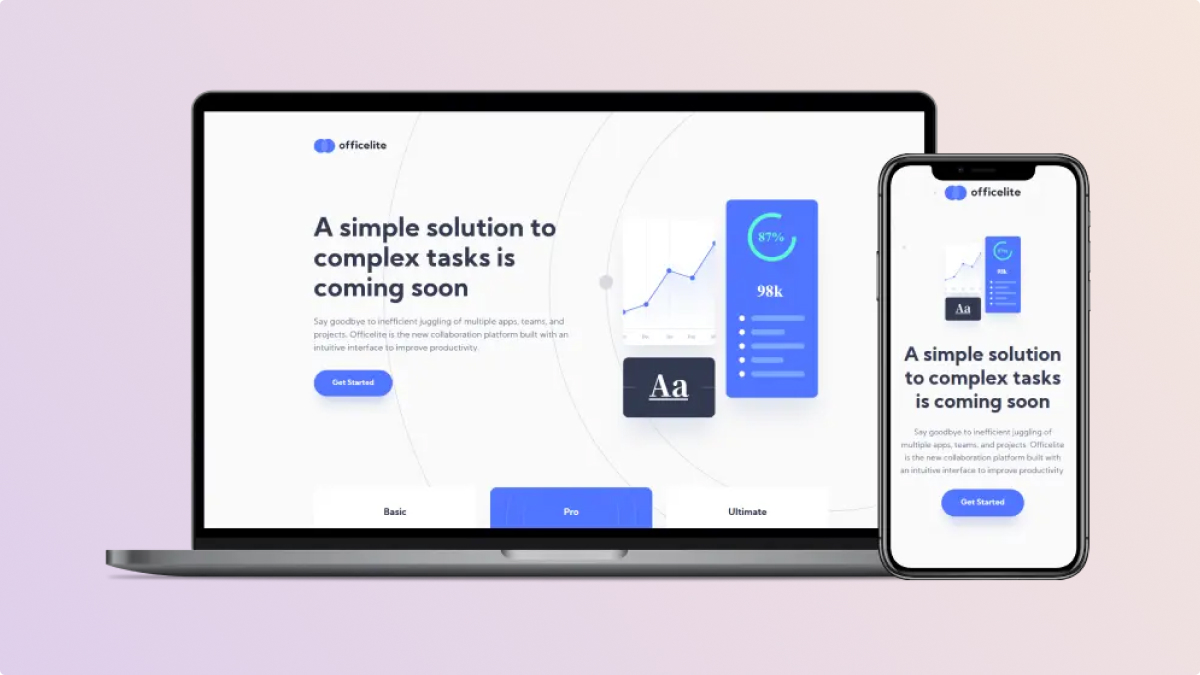 officelite
A simple solution to
complex tasks is
coming soon
Say goodbye to inefficient juggling of multiple apps, teams, and
projects. Officelite is the new collaboration platform built with an
intuitive interface to improve productivity.
Get Started
87%
98k
Aa
Basic
Pro
Ultimate
officelite
98k
Aa
A simple solution
to complex tasks
is coming soon
Say goodbye to inefficient juggling of
multiple apps, teams, and projects. Officelite
is the new collaboration platform built with
an intuitive interface to improve productivity
Get Started